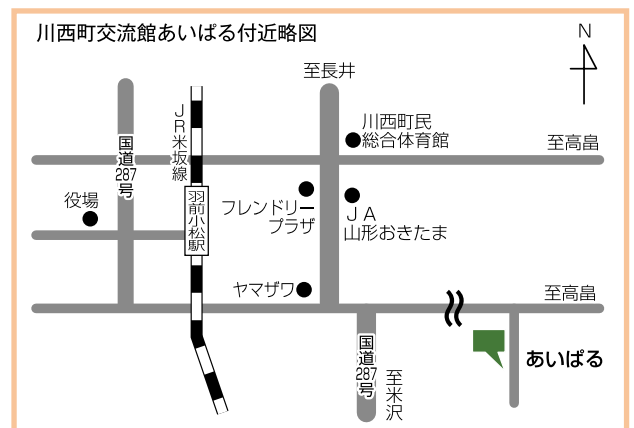 川西町交流館あいぱる付近略図
N
至長井
JR米坂線
川西町民
総合体育館
至高畠
国道287号
役場
羽前小松駅
フレンドリー
プラザ
JA
山形おきたま
ヤマザワ
至高畠
国道287号
至米沢
あいぱる